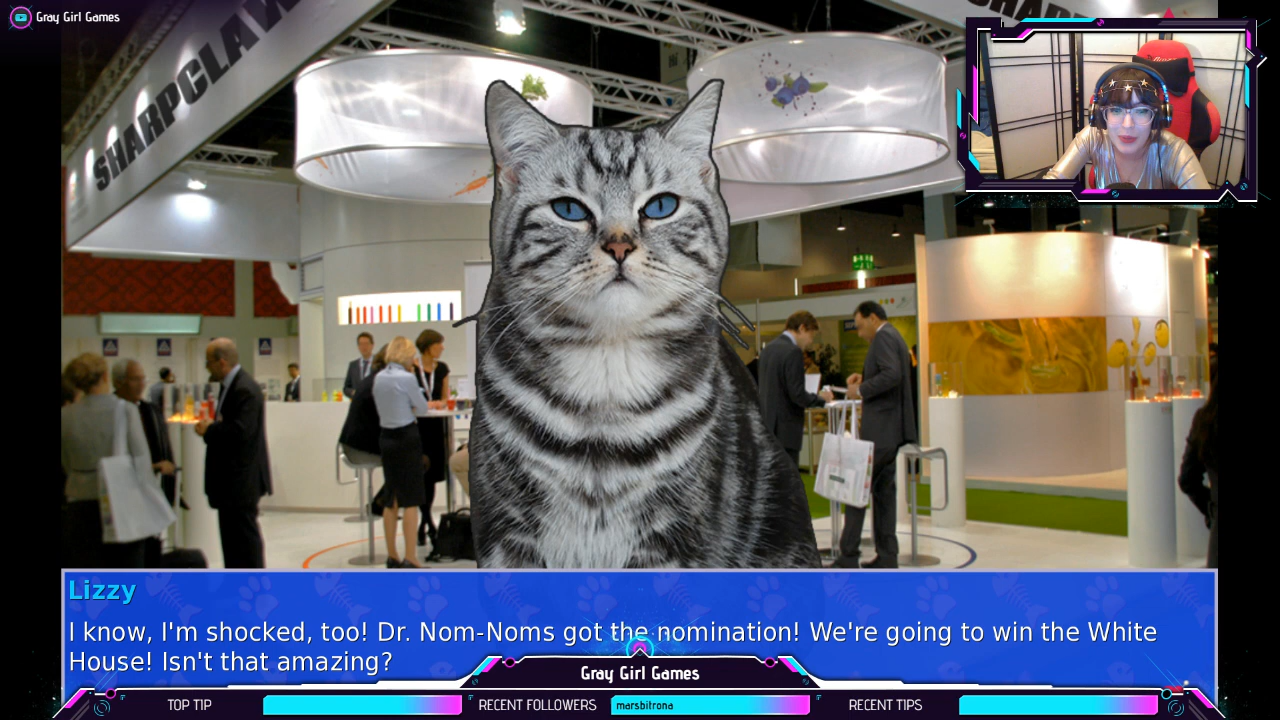 Gray Girl Games
SHARPCLAW
Lizzy
I know, I'm shocked, too! Dr. Nom-Noms got the nomination! We're going to win the White
House! Isn't that amazing?
Gray Girl Games
TOP TIP
RECENT FOLLOWERS
marsbitrona
RECENT TIPS